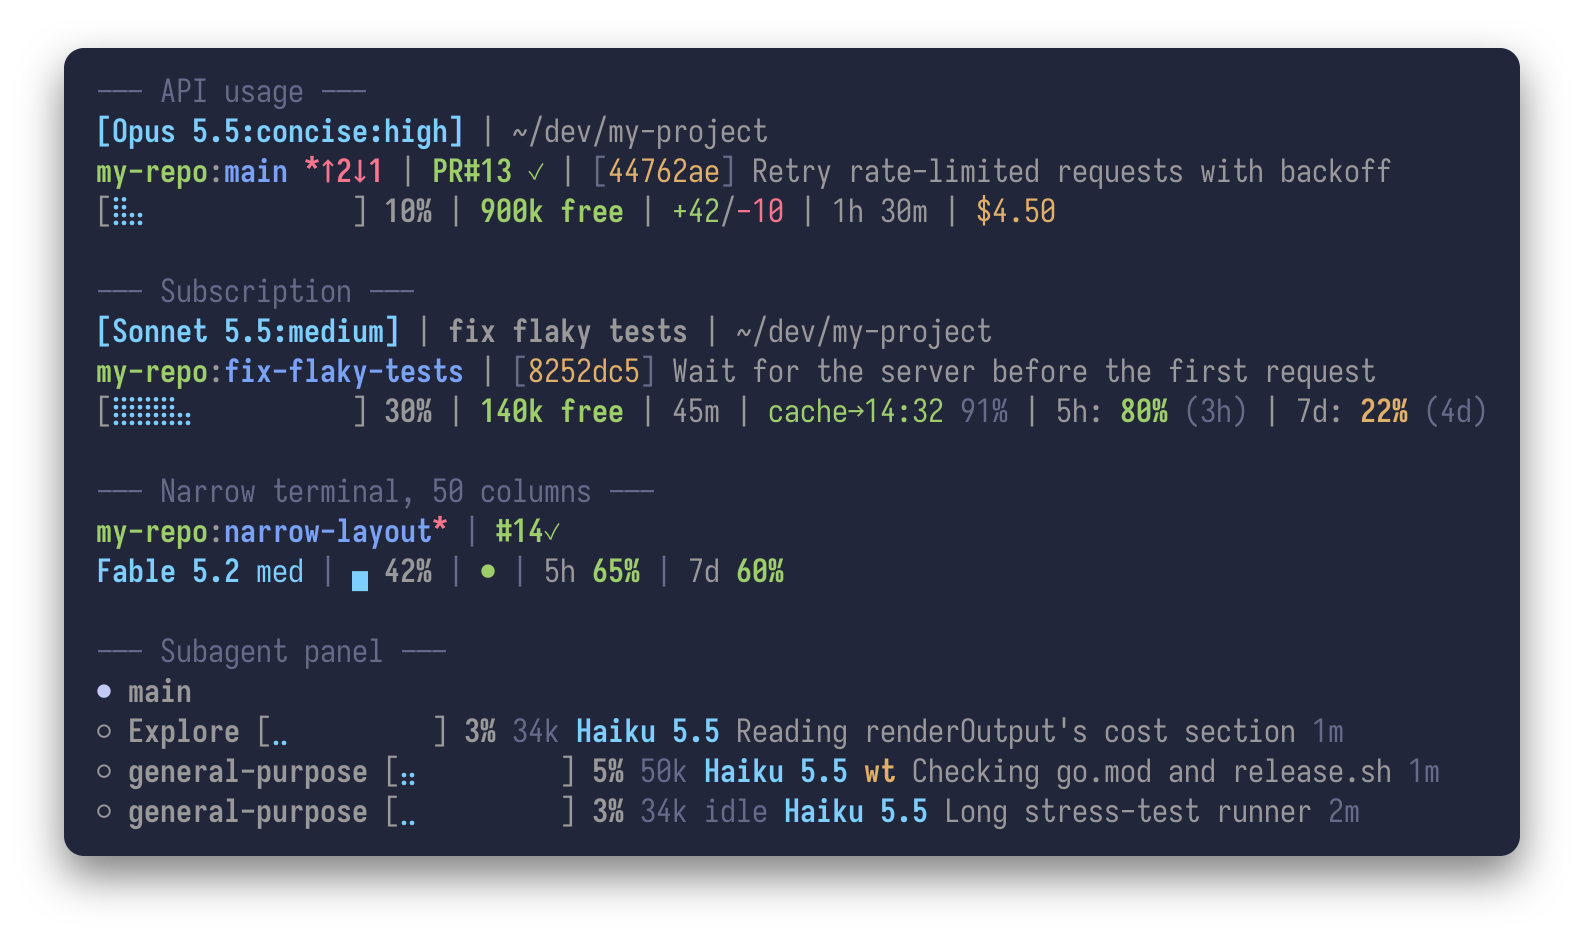 ─── API usage ───
[Opus 5.5:concise:high] | ~/dev/my-project
my-repo:main *↑2↓1 | PR#13 ✓ | [44762ae] Retry rate-limited requests with backoff
[⣷⣤             ] 10% | 900k free | +42/-10 | 1h 30m | $4.50
─── Subscription ───
[Sonnet 5.5:medium] | fix flaky tests | ~/dev/my-project
my-repo:fix-flaky-tests | [8252dc5] Wait for the server before the first request
[⣿⣿⣿⣿⣤          ] 30% | 140k free | 45m | cache→14:32 91% | 5h: 80% (3h) | 7d: 22% (4d)
─── Narrow terminal, 50 columns ───
my-repo:narrow-layout* | #14✓
Fable 5.2 med | ▄ 42% | ● | 5h 65% | 7d 60%
─── Subagent panel ───
● main
○ Explore [⣀         ] 3% 34k Haiku 5.5 Reading renderOutput's cost section 1m
○ general-purpose [⣤         ] 5% 50k Haiku 5.5 wt Checking go.mod and release.sh 1m
○ general-purpose [⣀         ] 3% 34k idle Haiku 5.5 Long stress-test runner 2m